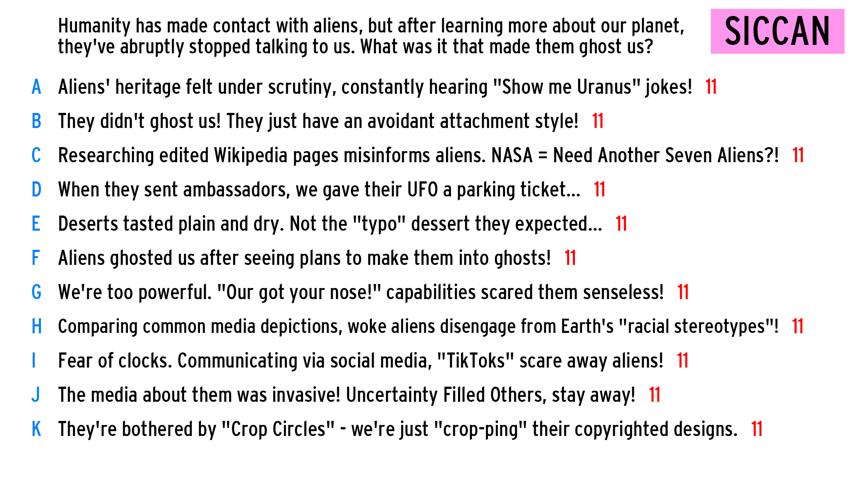 Humanity has made contact with aliens, but after learning more about our planet,
they've abruptly stopped talking to us. What was it that made them ghost us?
SICCAN
A Aliens' heritage felt under scrutiny, constantly hearing "Show me Uranus" jokes! 11
B They didn't ghost us! They just have an avoidant attachment style! 11
C Researching edited Wikipedia pages misinforms aliens. NASA = Need Another Seven Aliens?! 11
D When they sent ambassadors, we gave their UFO a parking ticket... 11
E Deserts tasted plain and dry. Not the "typo" dessert they expected... 11
F Aliens ghosted us after seeing plans to make them into ghosts! 11
G We're too powerful. "Our got your nose!" capabilities scared them senseless! 11
H Comparing common media depictions, woke aliens disengage from Earth's "racial stereotypes"! 11
I Fear of clocks. Communicating via social media, "TikToks" scare away aliens! 11
J The media about them was invasive! Uncertainty Filled Others, stay away! 11
K They're bothered by "Crop Circles" - we're just "crop-ping" their copyrighted designs. 11